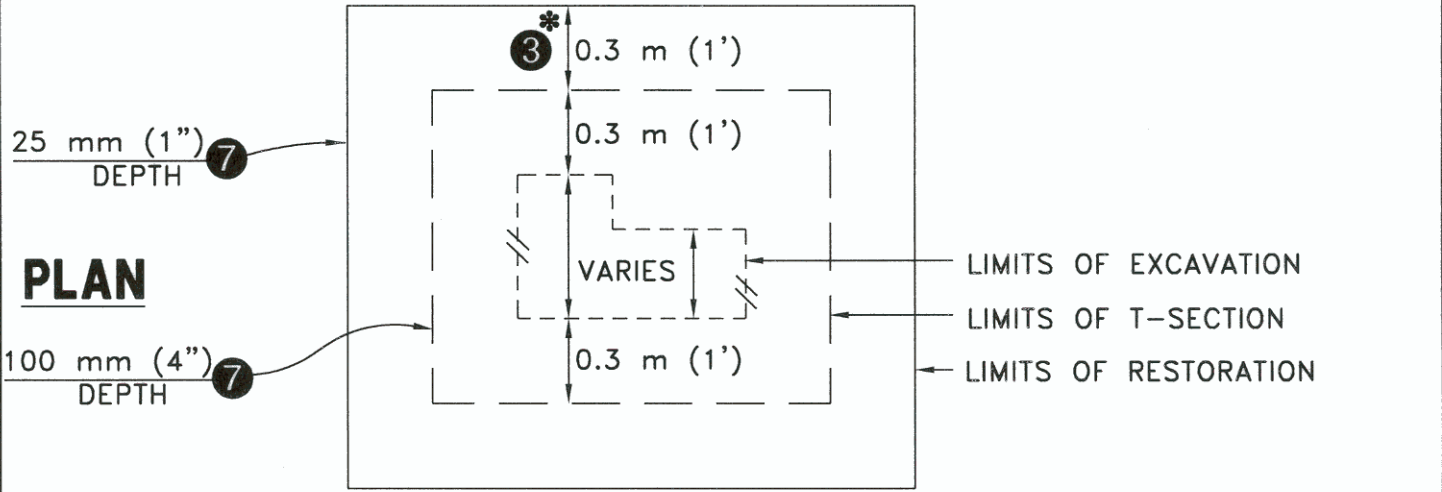 3*
0.3 m (1')
0.3 m (1')
25 mm (1")
7
DEPTH
PLAN
VARIES
LIMITS OF EXCAVATION
LIMITS OF T-SECTION
100 mm (4")
7
DEPTH
0.3 m (1')
LIMITS OF RESTORATION